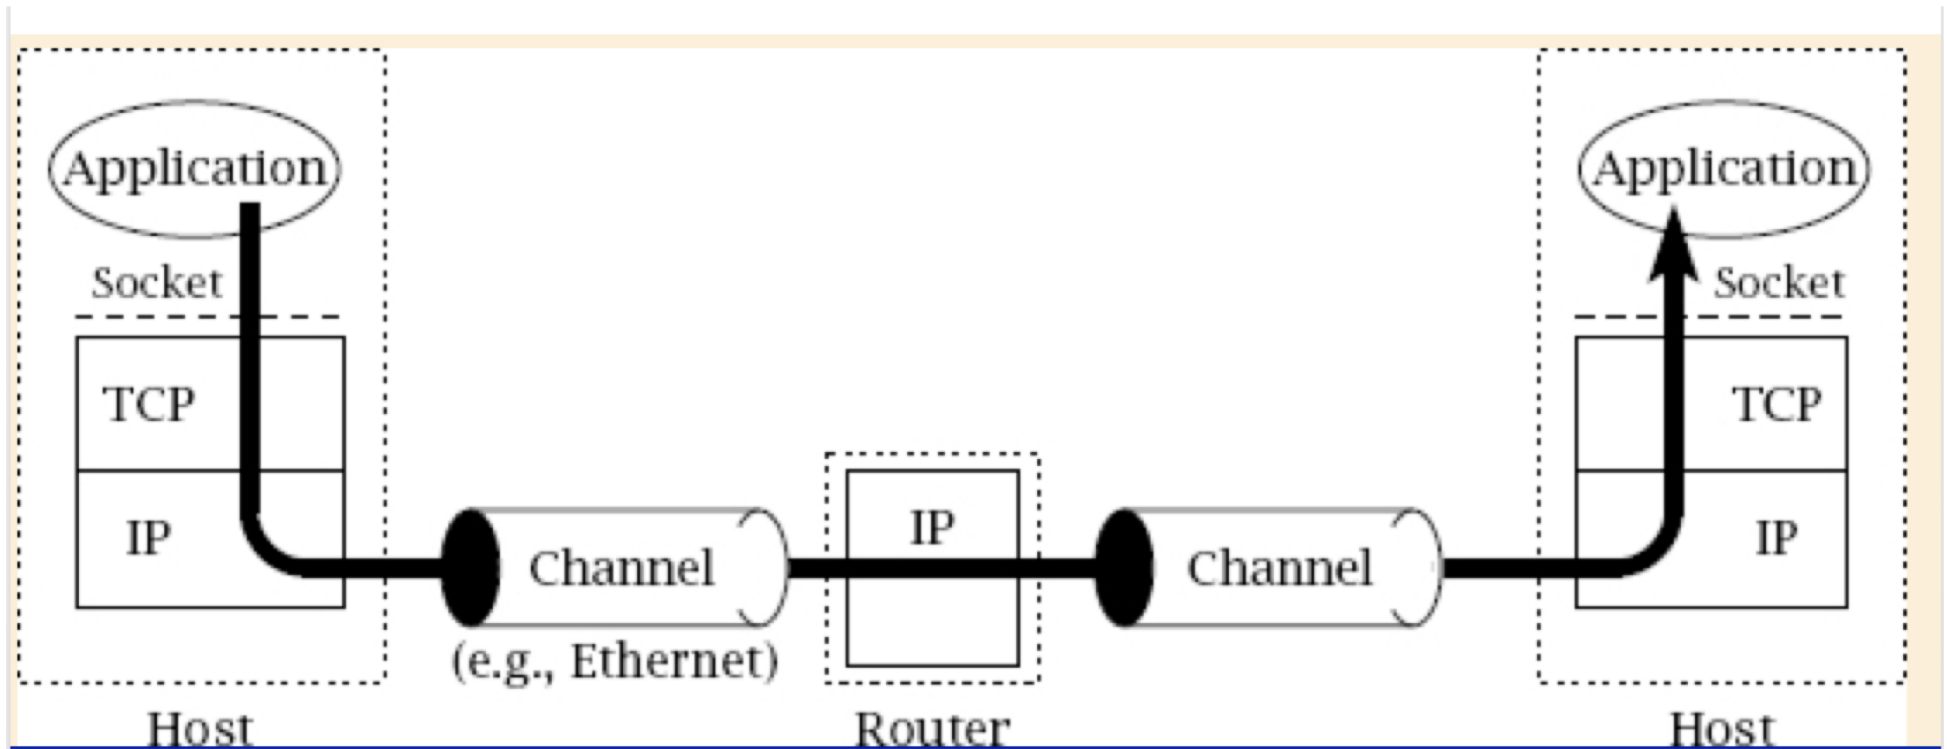 Application
Socket
TCP
IP
Host
Channel
(e.g., Ethernet)
IP
Router
Channel
Application
Socket
TCP
IP
Host